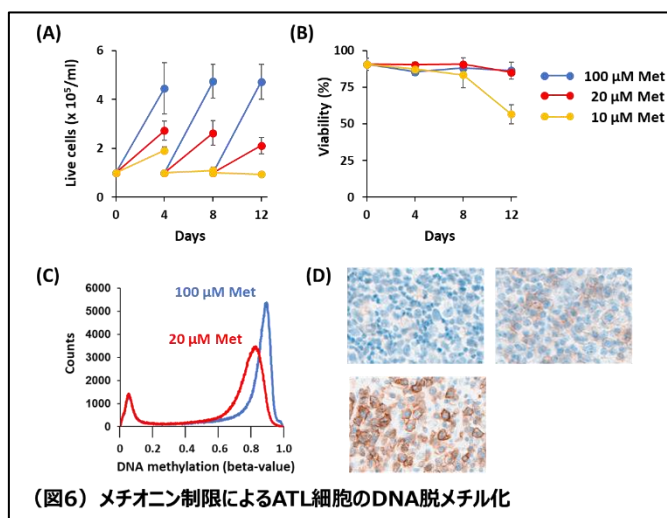 (A)
Live cells (x 10⁵/ml)
6
4
2
0
0 4 8 12
Days
(B)
Viability (%)
100
75
50
25
0
0 4 8 12
Days
100 μM Met
20 μM Met
10 μM Met
(C)
Counts
6000
5000
4000
3000
2000
1000
0
100 μM Met
20 μM Met
0 0.2 0.4 0.6 0.8 1.0
DNA methylation (beta-value)
(D)
（図6）メチオニン制限によるATL細胞のDNA脱メチル化